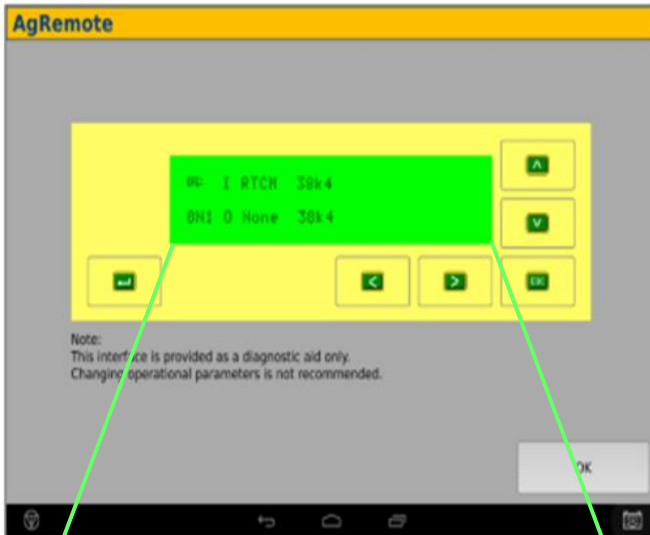 AgRemote
I RTCM 38k4
8N1 O None 38k4
OK
Note:
This interface is provided as a diagnostic aid only.
Changing operational parameters is not recommended.
OK